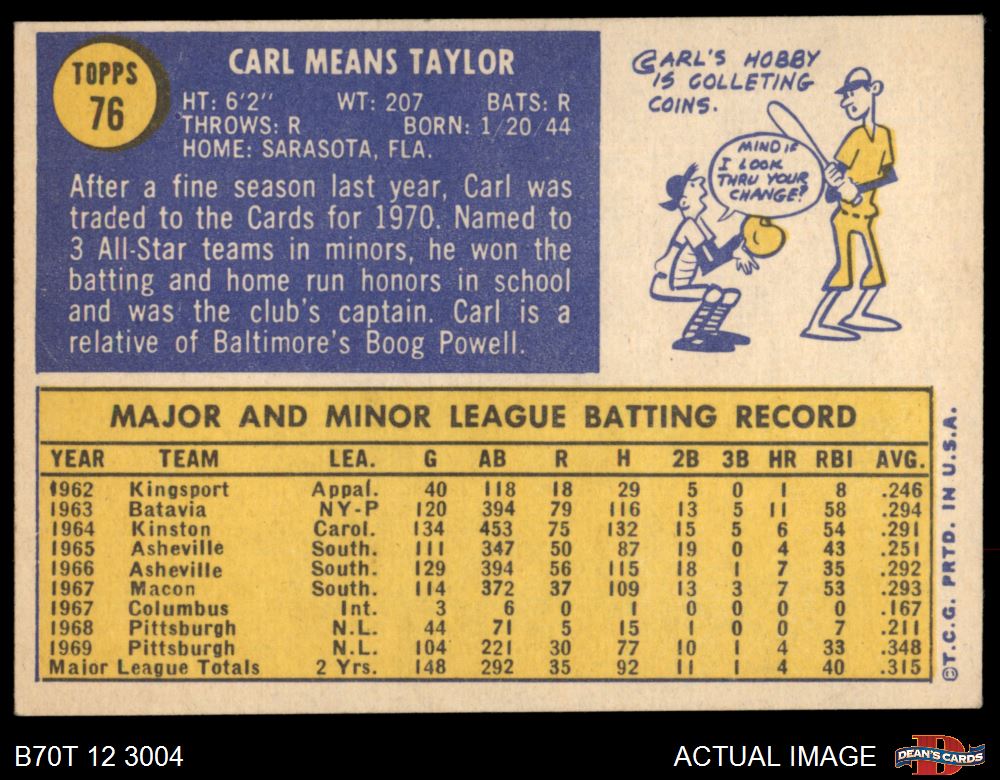 TOPPS
76
CARL MEANS TAYLOR
HT: 6'2" WT: 207 BATS: R
THROWS: R BORN: 1/20/44
HOME: SARASOTA, FLA.
After a fine season last year, Carl was
traded to the Cards for 1970. Named to
3 All-Star teams in minors, he won the
batting and home run honors in school
and was the club's captain. Carl is a
relative of Baltimore's Boog Powell.
CARL'S HOBBY
IS COLLETING
COINS.
MIND IF
I LOOK
THRU YOUR
CHANGE?
MAJOR AND MINOR LEAGUE BATTING RECORD
YEAR TEAM LEA. G AB R H 2B 3B HR RBI AVG.
1962 Kingsport Appal. 40 118 18 29 5 0 1 8 .246
1963 Batavia NY-P 120 394 79 116 13 5 11 58 .294
1964 Kinston Carol. 134 453 75 132 15 5 6 54 .291
1965 Asheville South. 111 347 50 87 19 0 4 43 .251
1966 Asheville South. 129 394 56 115 18 1 7 35 .292
1967 Macon South. 114 372 37 109 13 3 7 53 .293
1967 Columbus Int. 3 6 0 1 0 0 0 0 .167
1968 Pittsburgh N.L. 44 71 5 15 1 0 0 7 .211
1969 Pittsburgh N.L. 104 221 30 77 10 1 4 33 .348
Major League Totals 2 Yrs. 148 292 35 92 11 1 4 40 .315
©T.C.G. PRTD. IN U.S.A.
B70T 12 3004
ACTUAL IMAGE
D
DEAN'S CARDS